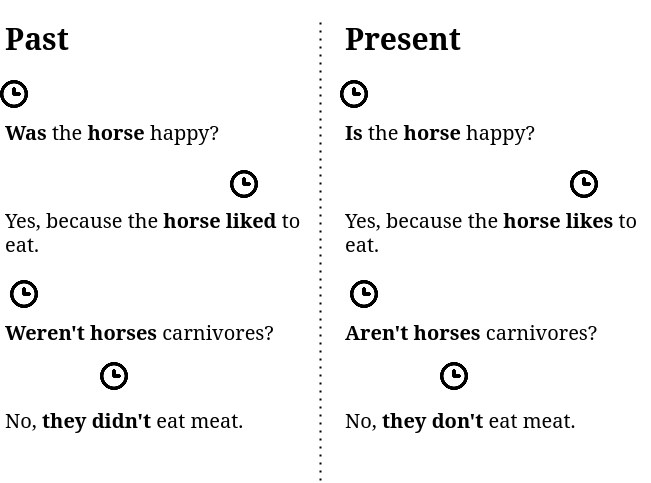 Past
Was the horse happy?
Yes, because the horse liked to
eat.
Weren't horses carnivores?
No, they didn't eat meat.
Present
Is the horse happy?
Yes, because the horse likes to
eat.
Aren't horses carnivores?
No, they don't eat meat.